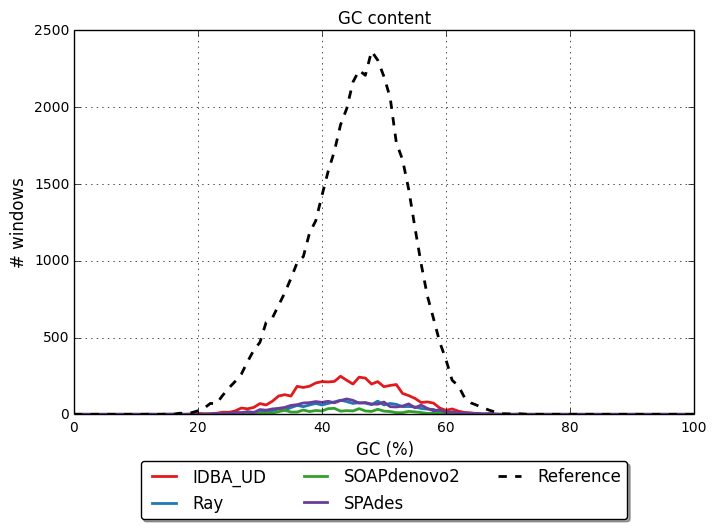 GC content
2500
2000
1500
1000
500
0
# windows
0 20 40 60 80 100
GC (%)
IDBA_UD SOAPdenovo2 Reference
Ray SPAdes